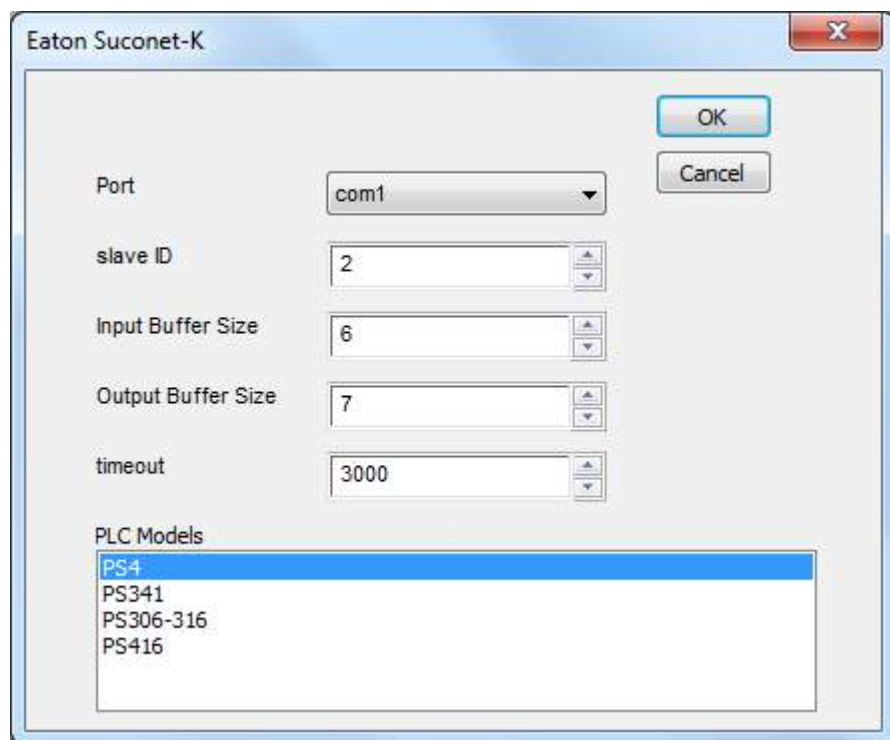 Eaton Suconet-K
OK
Cancel
Port
com1
slave ID
2
Input Buffer Size
6
Output Buffer Size
7
timeout
3000
PLC Models
PS4
PS341
PS306-316
PS416